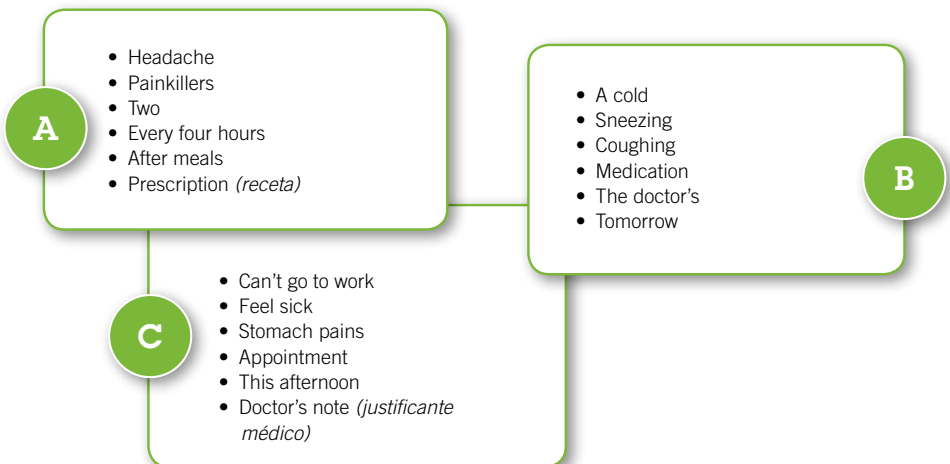 A
• Headache
• Painkillers
• Two
• Every four hours
• After meals
• Prescription (receta)
B
• A cold
• Sneezing
• Coughing
• Medication
• The doctor's
• Tomorrow
C
• Can't go to work
• Feel sick
• Stomach pains
• Appointment
• This afternoon
• Doctor's note (justificante
médico)